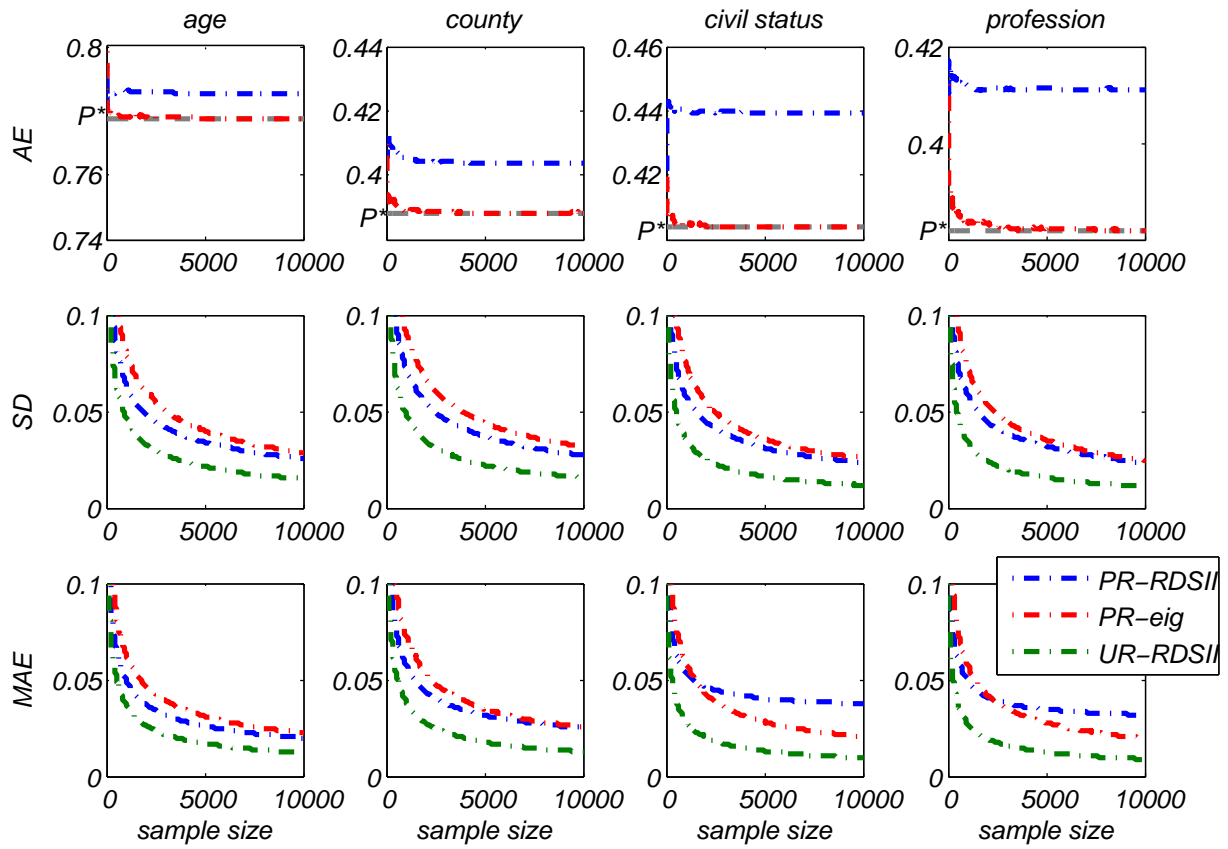 age county civil status profession
AE
0.8 0.44 0.46 0.42
P* 0.42 0.44 0.4
0.76 0.4 0.42
0.74 P* P* P*
0 5000 10000 0 5000 10000 0 5000 10000 0 5000 10000
SD
0.1 0.1 0.1 0.1
0.05 0.05 0.05 0.05
0 0 0 0
0 5000 10000 0 5000 10000 0 5000 10000 0 5000 10000
MAE
0.1 0.1 0.1 0.1
PR-RDSII
PR-eig
UR-RDSII
0.05 0.05 0.05 0.05
0 0 0 0
0 5000 10000 0 5000 10000 0 5000 10000 0 5000 10000
sample size sample size sample size sample size